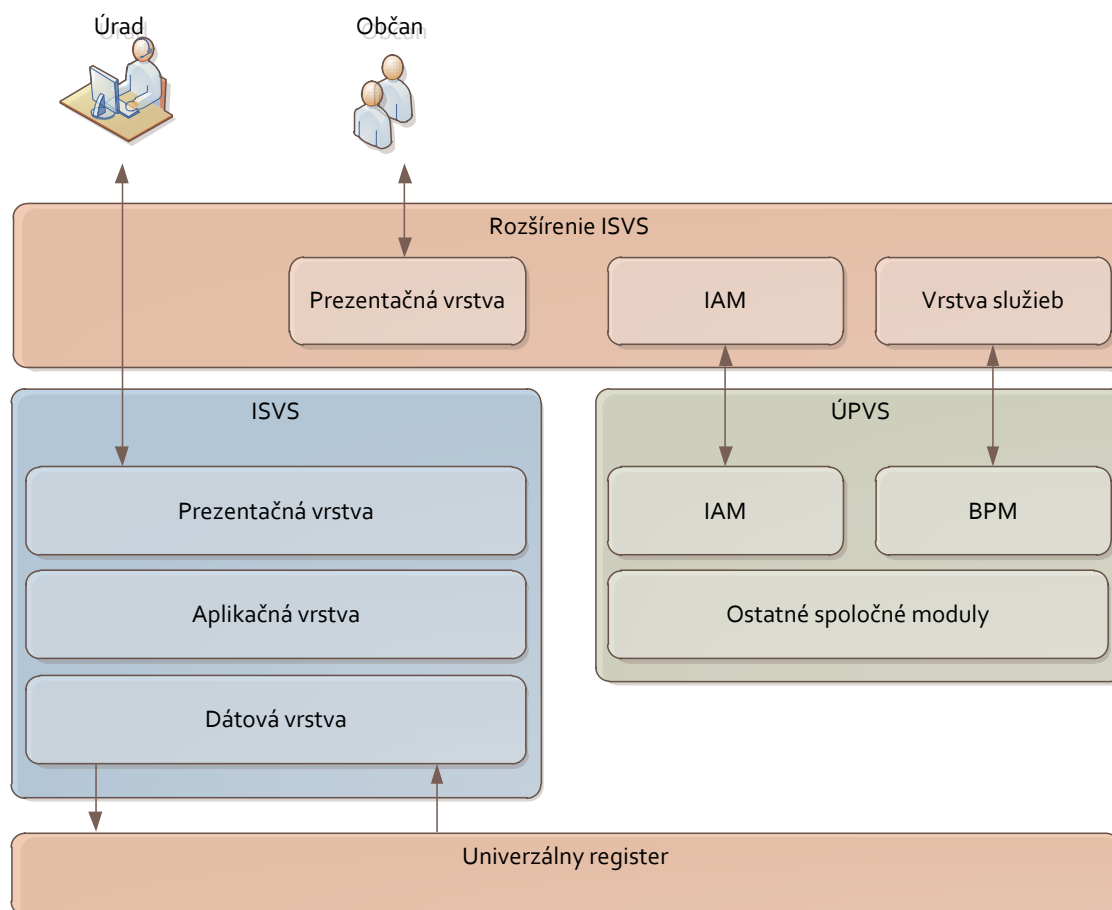 Úrad
Občan
Rozšírenie ISVS
Prezentačná vrstva
IAM
Vrstva služieb
ISVS
ÚPVS
Prezentačná vrstva
IAM
BPM
Aplikačná vrstva
Ostatné spoločné moduly
Dátová vrstva
Univerzálny register